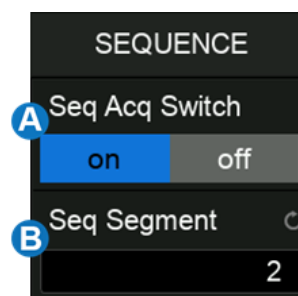 SEQUENCE
A
Seq Acq Switch
on off
B
Seq Segment
2